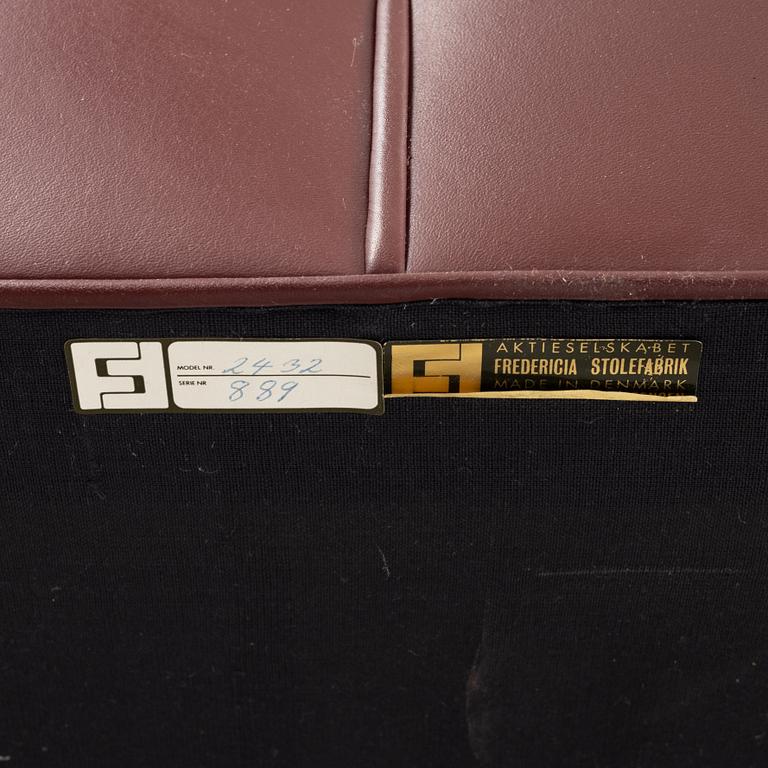 MODEL NR. 2432
SERIE NR 889
AKTIESELSKABET
FREDERICIA STOLEFABRIK
MADE IN DENMARK